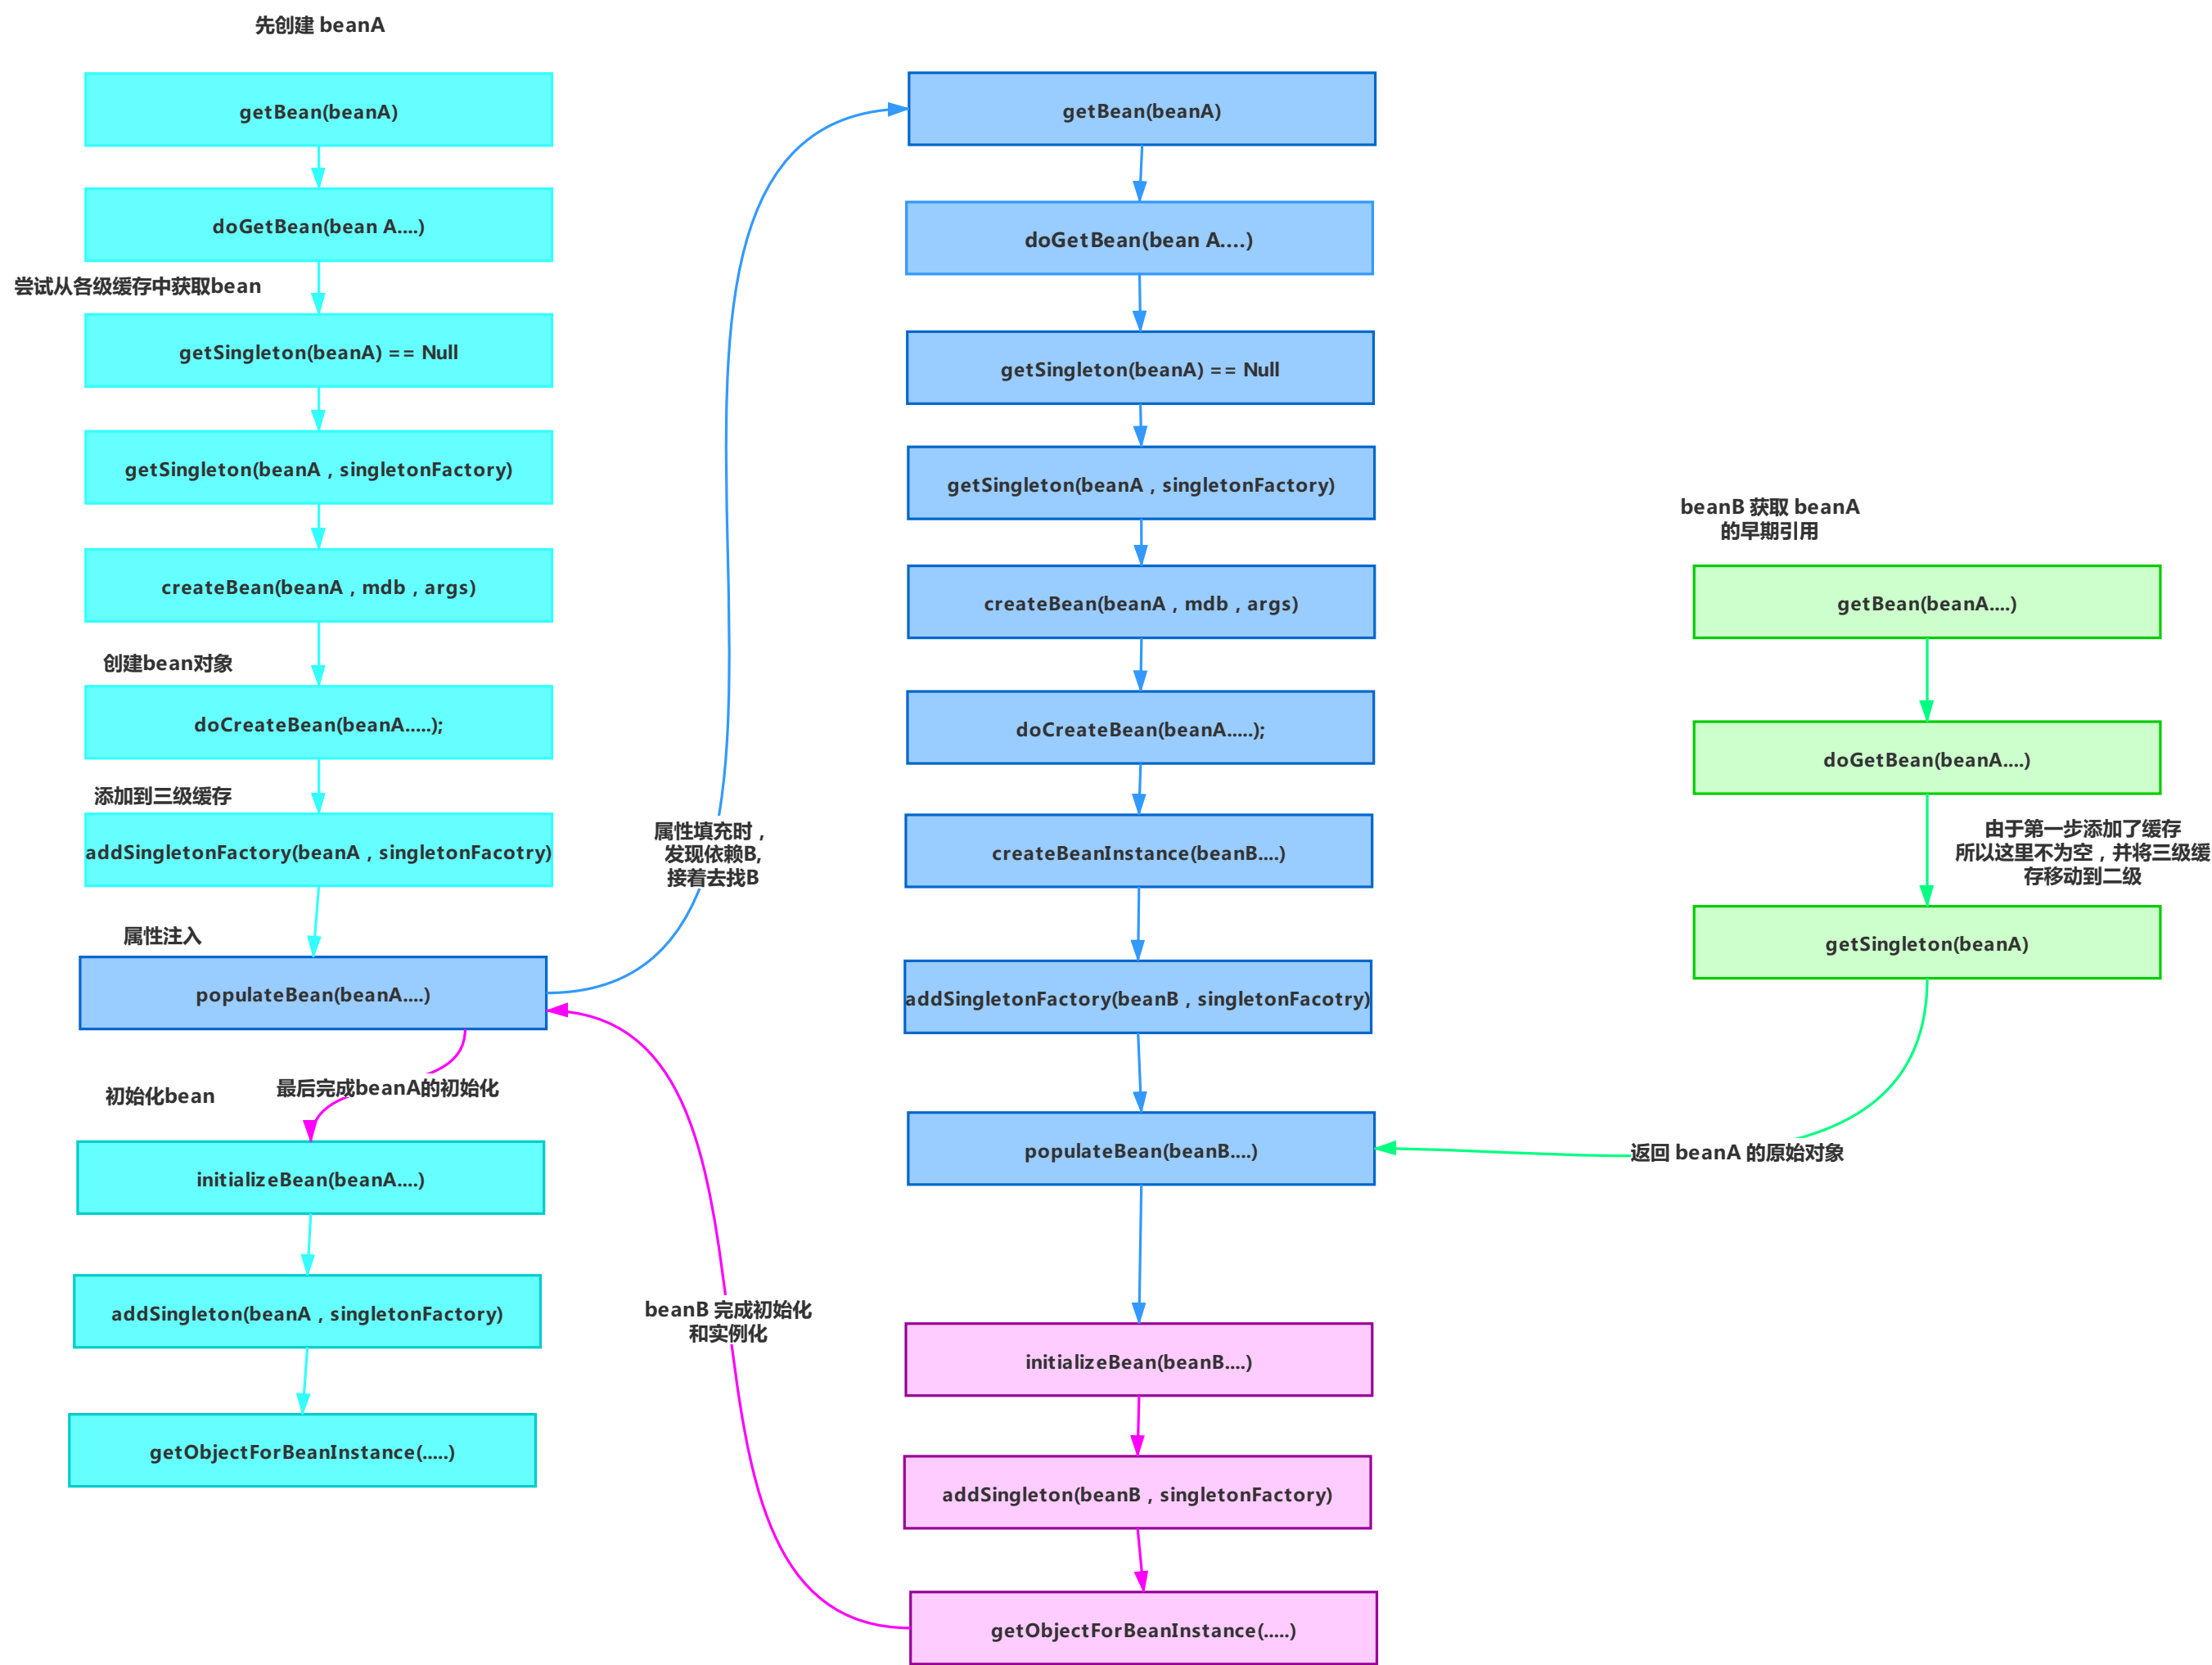 先创建 beanA
getBean(beanA)
doGetBean(bean A....)
尝试从各级缓存中获取bean
getSingleton(beanA) == Null
getSingleton(beanA，singletonFactory)
createBean(beanA，mdb，args)
创建bean对象
doCreateBean(beanA.....);
添加到三级缓存
addSingletonFactory(beanA，singletonFacotry)
属性注入
populateBean(beanA....)
初始化bean
最后完成beanA的初始化
initializeBean(beanA....)
addSingleton(beanA，singletonFactory)
getObjectForBeanInstance(.....)
属性填充时，
发现依赖B,
接着去找B
beanB 完成初始化
和实例化
getBean(beanA)
doGetBean(bean A....)
getSingleton(beanA) == Null
getSingleton(beanA，singletonFactory)
createBean(beanA，mdb，args)
doCreateBean(beanA.....);
createBeanInstance(beanB....)
addSingletonFactory(beanB，singletonFacotry)
populateBean(beanB....)
initializeBean(beanB....)
addSingleton(beanB，singletonFactory)
getObjectForBeanInstance(.....)
beanB 获取 beanA
的早期引用
getBean(beanA....)
doGetBean(beanA....)
由于第一步添加了缓存
所以这里不为空，并将三级缓
存移动到二级
getSingleton(beanA)
返回 beanA 的原始对象